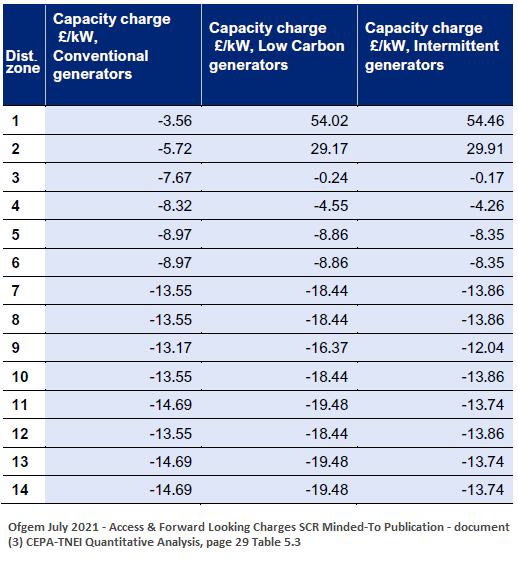 Dist. zone Capacity charge £/kW, Conventional generators Capacity charge £/kW, Low Carbon generators Capacity charge £/kW, Intermittent generators
1 -3.56 54.02 54.46
2 -5.72 29.17 29.91
3 -7.67 -0.24 -0.17
4 -8.32 -4.55 -4.26
5 -8.97 -8.86 -8.35
6 -8.97 -8.86 -8.35
7 -13.55 -18.44 -13.86
8 -13.55 -18.44 -13.86
9 -13.17 -16.37 -12.04
10 -13.55 -18.44 -13.86
11 -14.69 -19.48 -13.74
12 -13.55 -18.44 -13.86
13 -14.69 -19.48 -13.74
14 -14.69 -19.48 -13.74
Ofgem July 2021 - Access & Forward Looking Charges SCR Minded-To Publication - document
(3) CEPA-TNEI Quantitative Analysis, page 29 Table 5.3